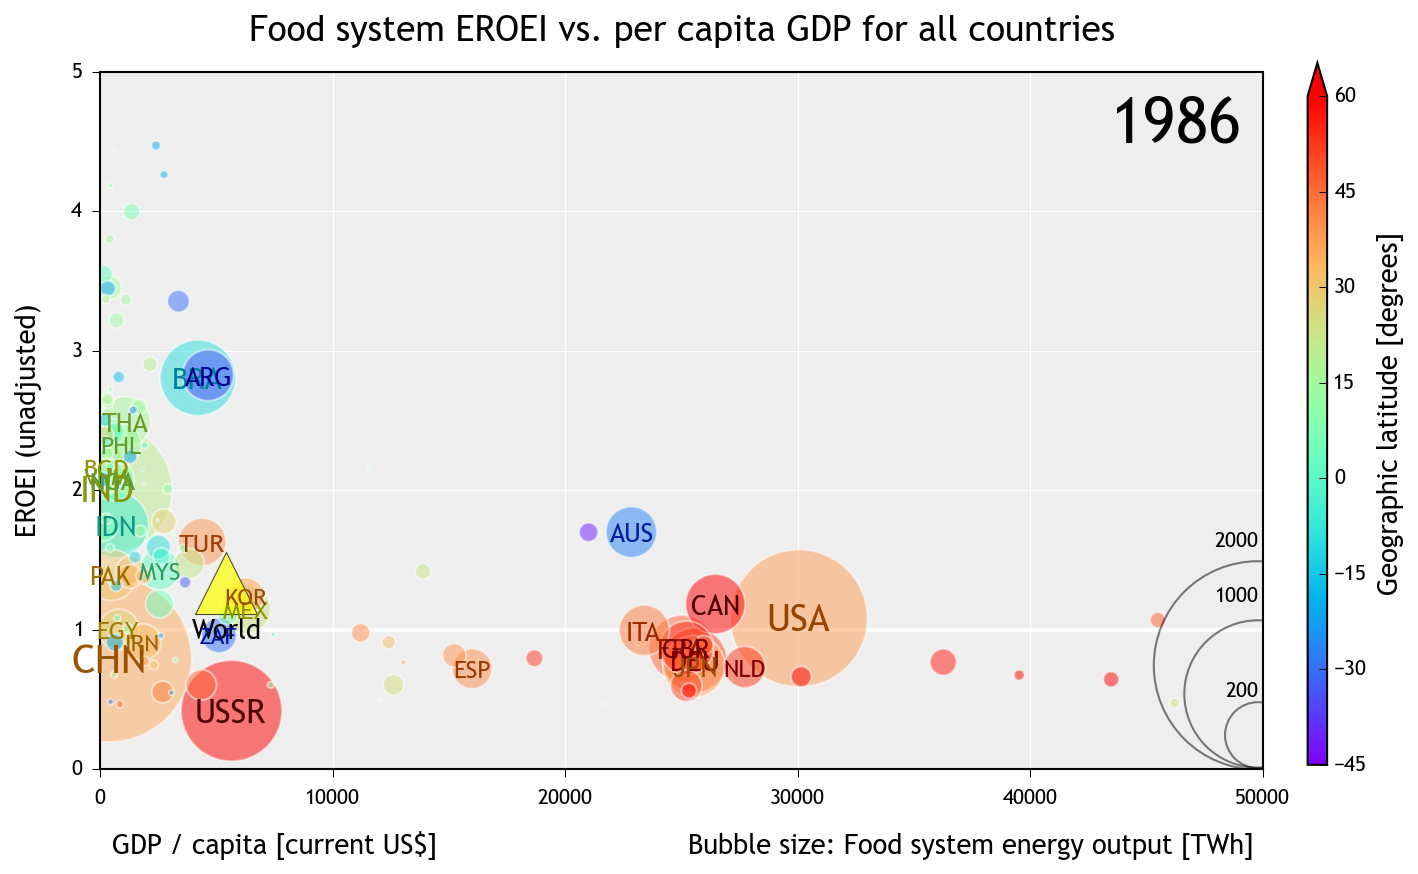 Food system EROEI vs. per capita GDP for all countries
1986
5
4
3
2
1
0
EROEI (unadjusted)
BRA
ARG
THA
PHL
BGD
IND
IDN
TUR
MYS
PAK
KOR
MEX
World
ZAF
EGY
IRN
CHN
USSR
AUS
CAN
USA
ITA
GBR
JPN
NLD
ESP
2000
1000
200
0
10000
20000
30000
40000
50000
GDP / capita [current US$]
Bubble size: Food system energy output [TWh]
60
45
30
15
0
−15
−30
−45
Geographic latitude [degrees]